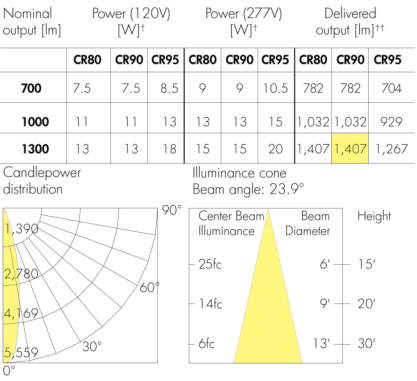 Nominal output [lm] Power (120V) [W]† Power (277V) [W]† Delivered output [lm]††
CR80 CR90 CR95 CR80 CR90 CR95 CR80 CR90 CR95
700 7.5 7.5 8.5 9 9 10.5 782 782 704
1000 11 11 13 13 13 15 1,032 1,032 929
1300 13 13 18 15 15 20 1,407 1,407 1,267
Candlepower distribution
1,390
2,780
4,169
5,559
0°
30°
60°
90°
Illuminance cone
Beam angle: 23.9°
Center Beam Illuminance Beam Diameter Height
25fc 6' 15'
14fc 9' 20'
6fc 13' 30'